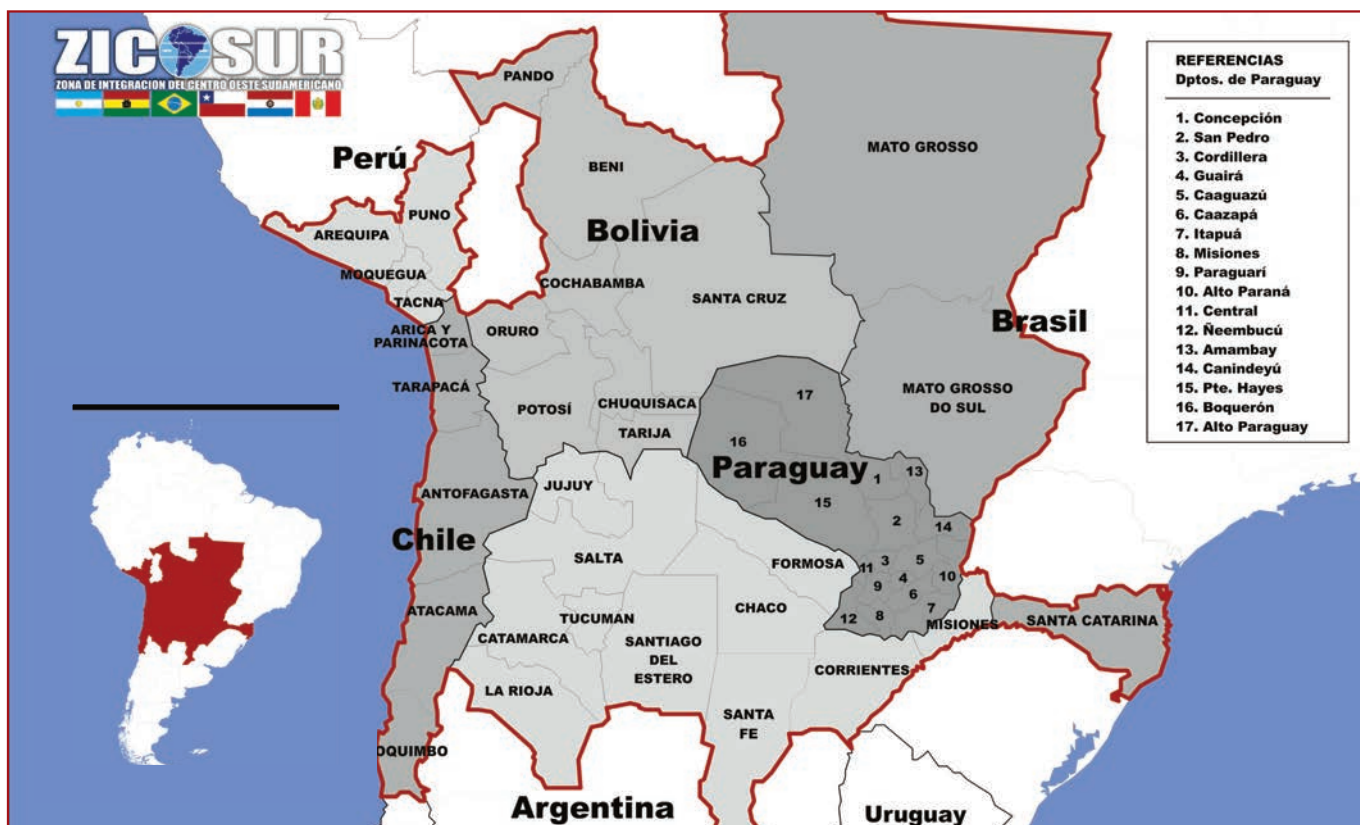 ZICOSUR
ZONA DE INTEGRACION DEL CENTRO OESTE SUDAMERICANO
REFERENCIAS
Dptos. de Paraguay
1. Concepción
2. San Pedro
3. Cordillera
4. Guairá
5. Caaguazú
6. Caazapá
7. Itapuá
8. Misiones
9. Paraguarí
10. Alto Paraná
11. Central
12. Ñeembucú
13. Amambay
14. Canindeyú
15. Pte. Hayes
16. Boquerón
17. Alto Paraguay
PANDO
MATO GROSSO
Perú
BENI
PUNO
AREQUIPA
Bolivia
MOQUEGUA
COCHABAMBA
TACNA
SANTA CRUZ
Brasil
ARICA Y
PARINACOTA
ORURO
TARAPACÁ
MATO GROSSO
DO SUL
17
POTOSÍ
CHUQUISACA
TARIJA
16
Paraguay
1
13
ANTOFAGASTA
JUJUY
15
2
14
Chile
SALTA
FORMOSA
3
5
11
4
10
9
6
ATACAMA
CHACO
7
TUCUMAN
12
8
MISIONES
SANTA CATARINA
CATAMARCA
SANTIAGO
DEL
ESTERO
CORRIENTES
LA RIOJA
SANTA
FE
OQUIMBO
Argentina
Uruguay